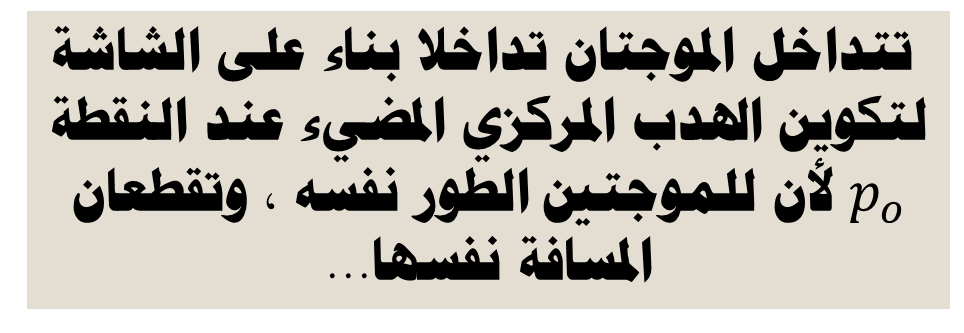 تتداخل الموجتان تداخلا بناء على الشاشة
لتكوين الهدب المركزي المضيء عند النقطة
pₒ لأن للموجتين الطور نفسه ، وتقطعان
المسافة نفسها...